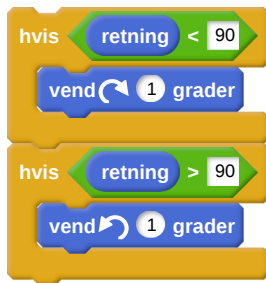 hvis retning < 90
vend 1 grader
hvis retning > 90
vend 1 grader